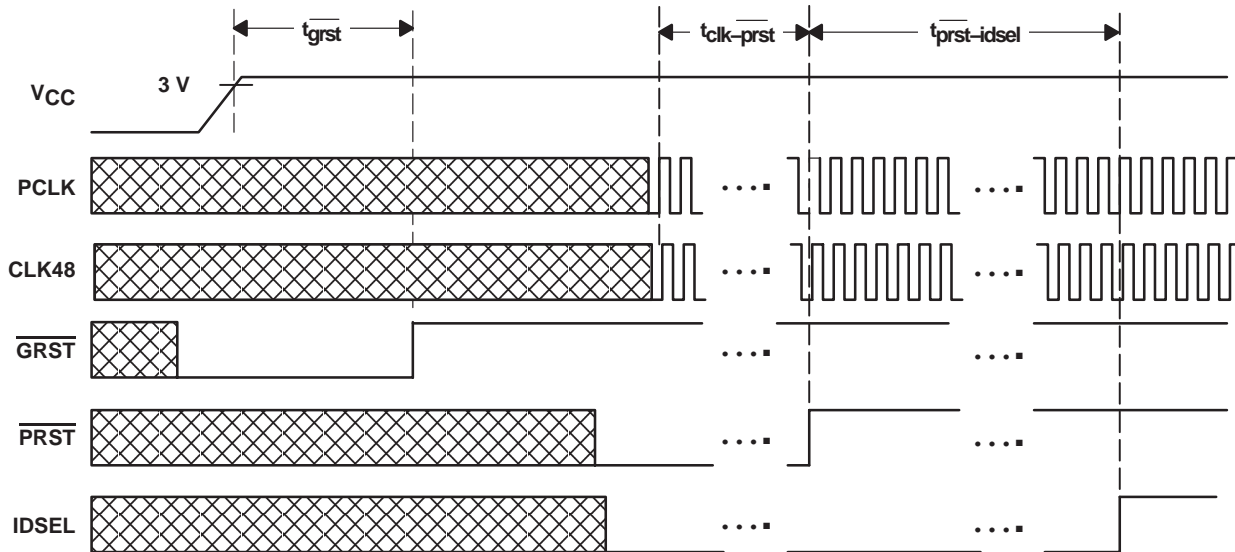 tgrst
tclk–prst
tprst–idsel
3 V
VCC
PCLK
CLK48
GRST
PRST
IDSEL